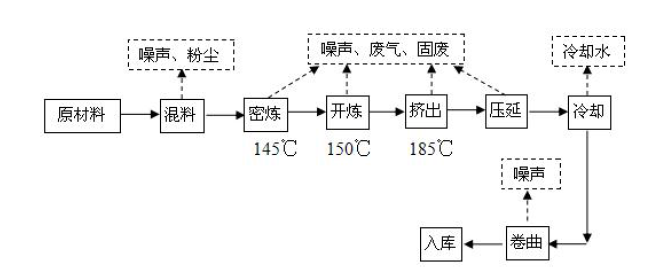 噪声、粉尘
噪声、废气、固废
冷却水
原材料
混料
密炼
开炼
挤出
压延
冷却
145℃
150℃
185℃
噪声
入库
卷曲